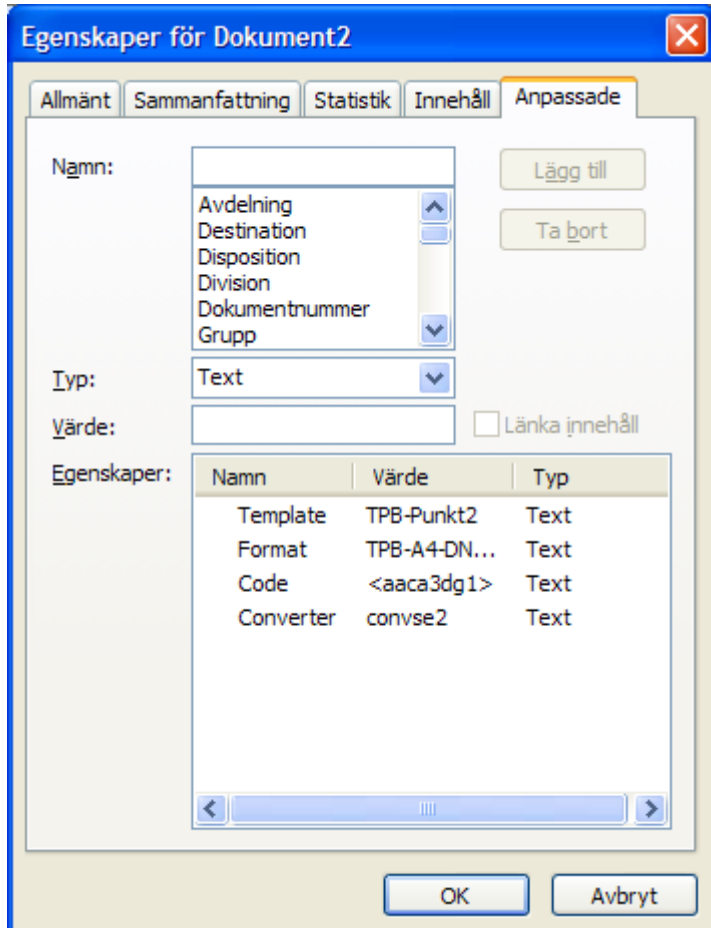 Egenskaper för Dokument2
Allmänt Sammanfattning Statistik Innehåll Anpassade
Namn: Lägg till
Avdelning
Destination Ta bort
Disposition
Division
Dokumentnummer
Grupp
Typ: Text
Värde: Länka innehåll
Egenskaper: Namn Värde Typ
Template TPB-Punkt2 Text
Format TPB-A4-DN... Text
Code <aaca3dg1> Text
Converter convse2 Text
OK Avbryt